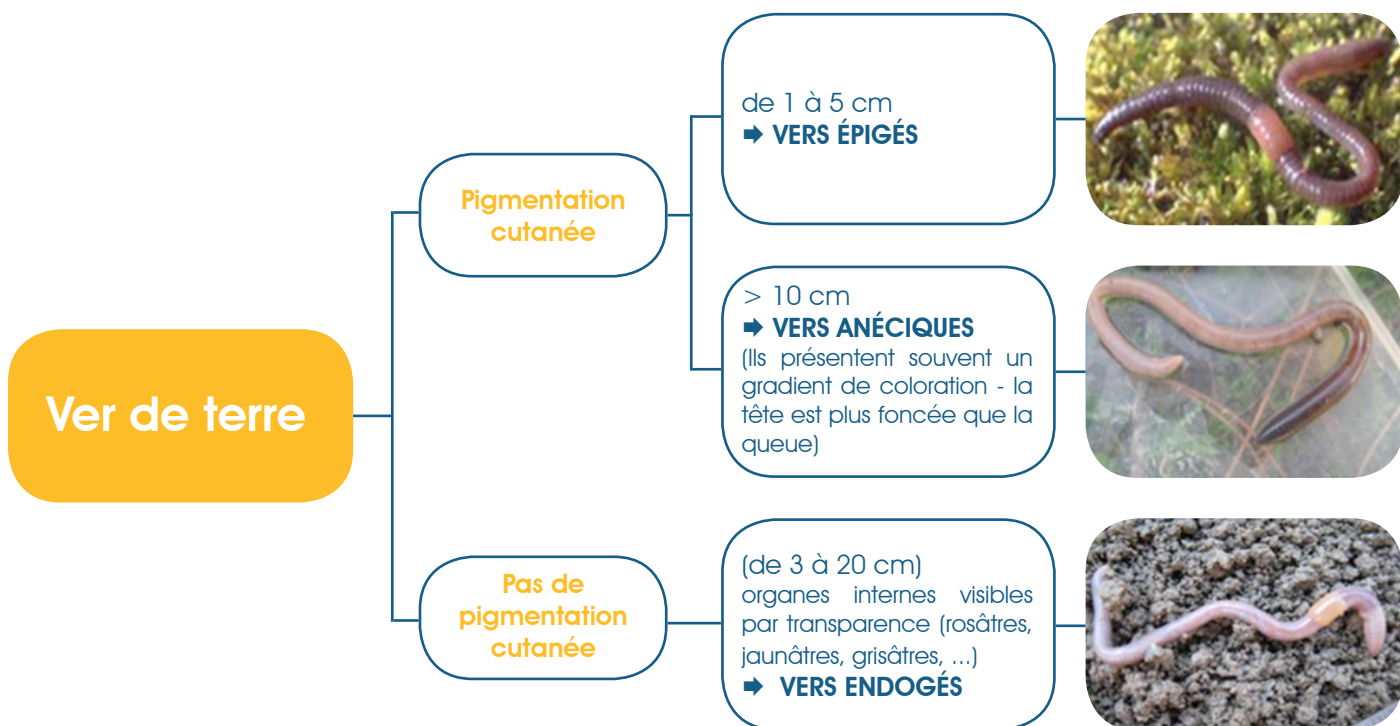 Ver de terre
Pigmentation
cutanée
de 1 à 5 cm
➡ VERS ÉPIGÉS
> 10 cm
➡ VERS ANÉCIQUES
(Ils présentent souvent un
gradient de coloration - la
tête est plus foncée que la
queue)
Pas de
pigmentation
cutanée
(de 3 à 20 cm)
organes internes visibles
par transparence (rosâtres,
jaunâtres, grisâtres, ...)
➡ VERS ENDOGÉS